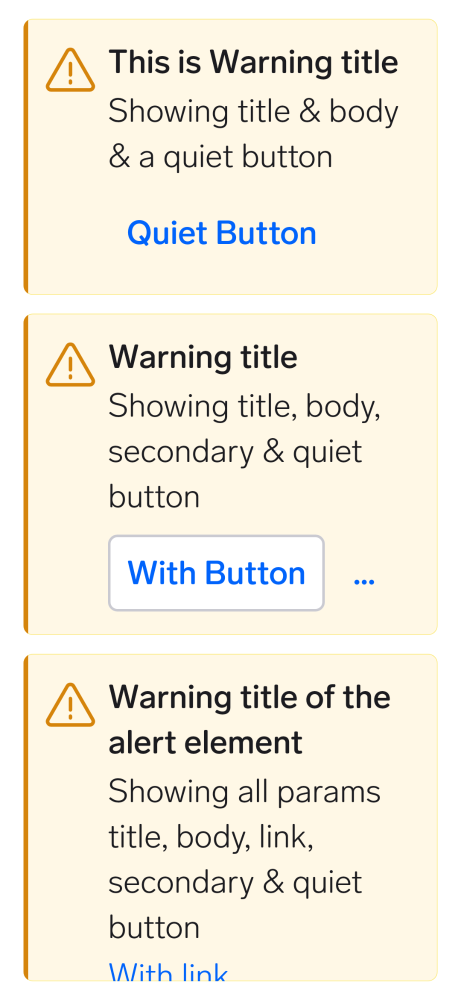 This is Warning title
Showing title & body
& a quiet button
Quiet Button
Warning title
Showing title, body,
secondary & quiet
button
With Button
...
Warning title of the
alert element
Showing all params
title, body, link,
secondary & quiet
button
With link